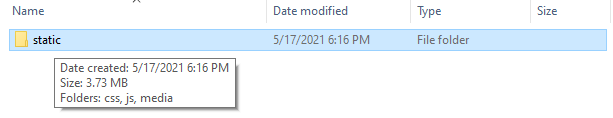 Name Date modified Type Size
static 5/17/2021 6:16 PM File folder
Date created: 5/17/2021 6:16 PM
Size: 3.73 MB
Folders: css, js, media